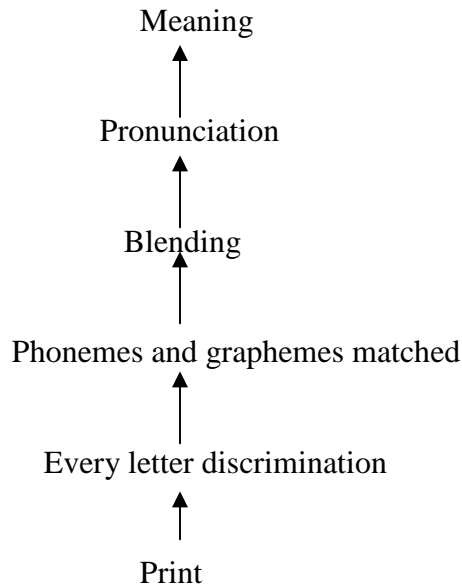 Meaning
Pronunciation
Blending
Phonemes and graphemes matched
Every letter discrimination
Print